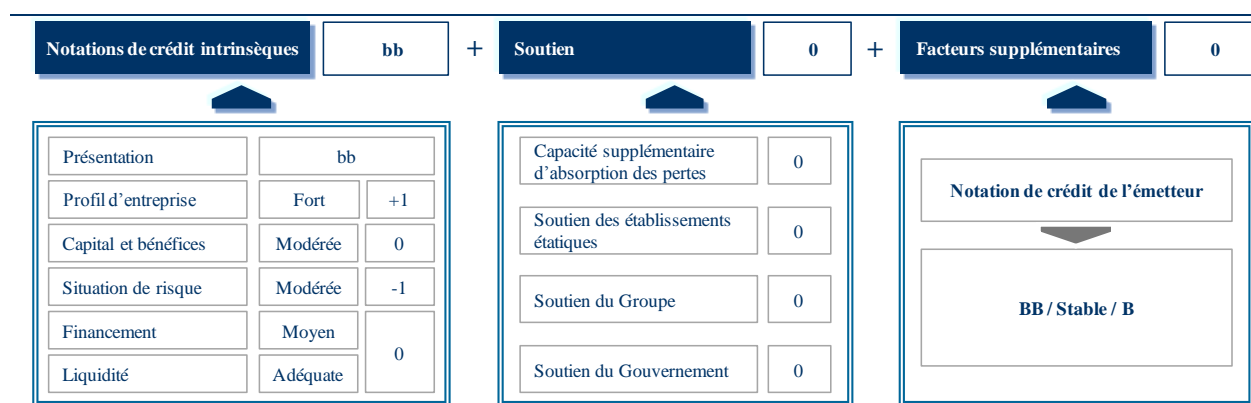 Notations de crédit intrinsèques
bb
+
Soutien
0
+
Facteurs supplémentaires
0
Présentation
bb
Profil d'entreprise
Fort
+1
Capital et bénéfices
Modérée
0
Situation de risque
Modérée
-1
Financement
Moyen
0
Liquidité
Adéquate
Capacité supplémentaire
d'absorption des pertes
0
Soutien des établissements
étatiques
0
Soutien du Groupe
0
Soutien du Gouvernement
0
Notation de crédit de l'émetteur
BB / Stable / B